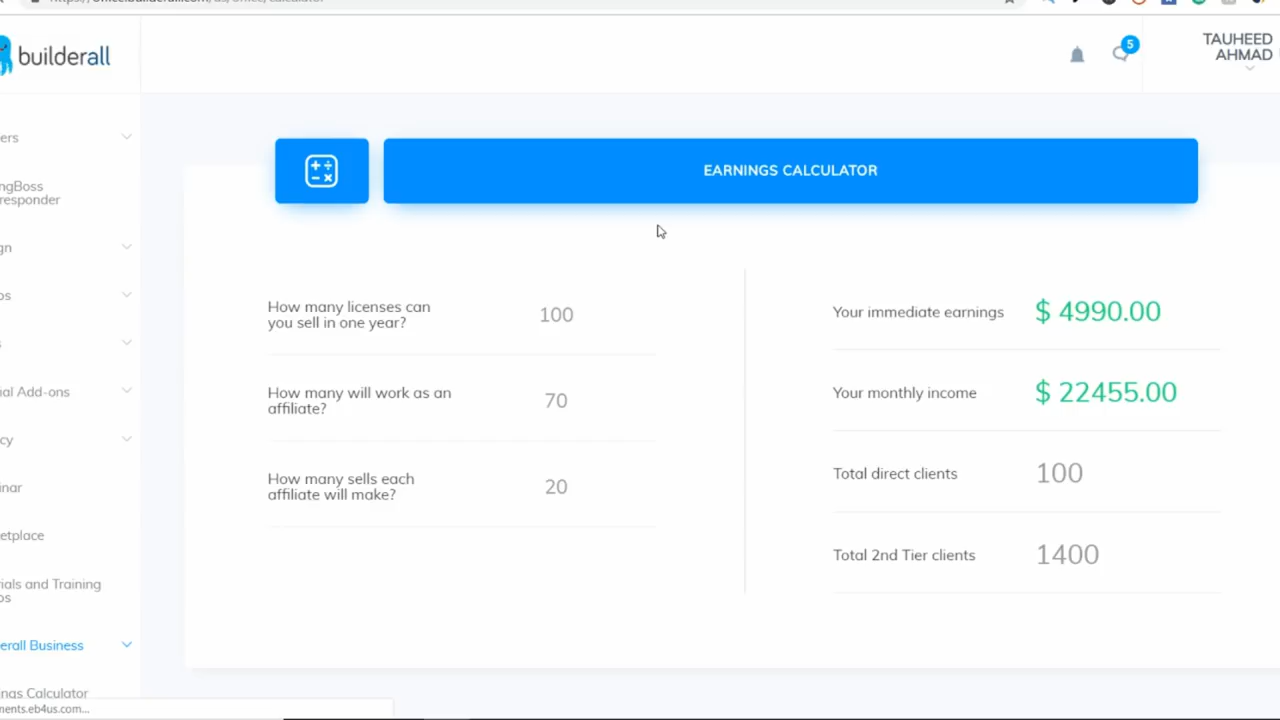 builderall
5
TAUHEED
AHMAD
ers
ngBoss
responder
gn
os
s
ial Add-ons
cy
inar
etplace
ials and Training
os
erall Business
ngs Calculator
ments.eb4us.com...
EARNINGS CALCULATOR
How many licenses can
you sell in one year?
100
How many will work as an
affiliate?
70
How many sells each
affiliate will make?
20
Your immediate earnings
$ 4990.00
Your monthly income
$ 22455.00
Total direct clients
100
Total 2nd Tier clients
1400